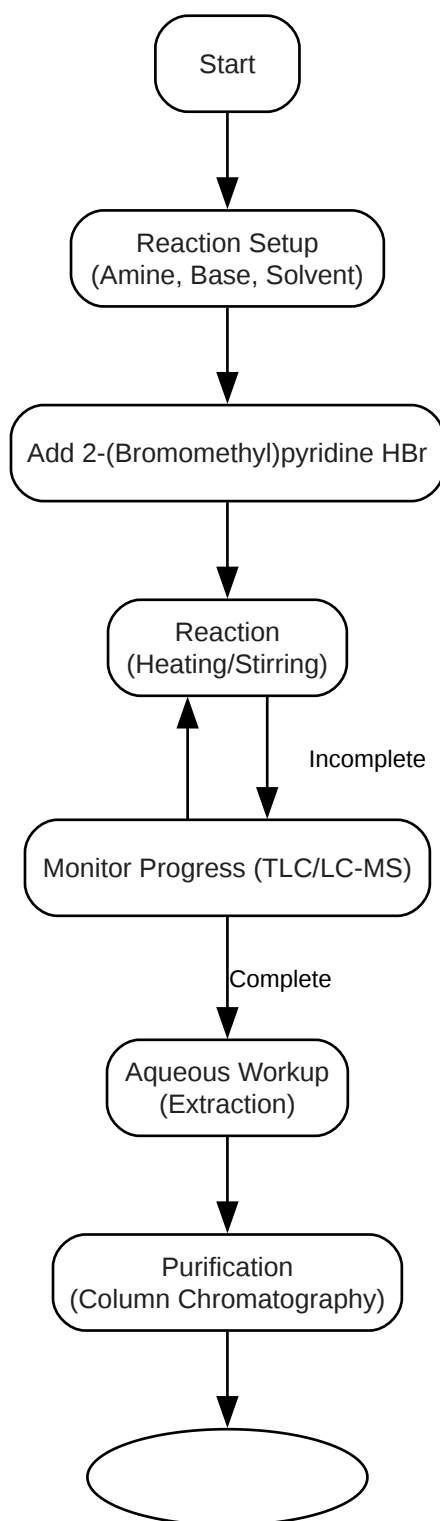 Start
Reaction Setup
(Amine, Base, Solvent)
Add 2-(Bromomethyl)pyridine HBr
Reaction
(Heating/Stirring)
Incomplete
Monitor Progress (TLC/LC-MS)
Complete
Aqueous Workup
(Extraction)
Purification
(Column Chromatography)